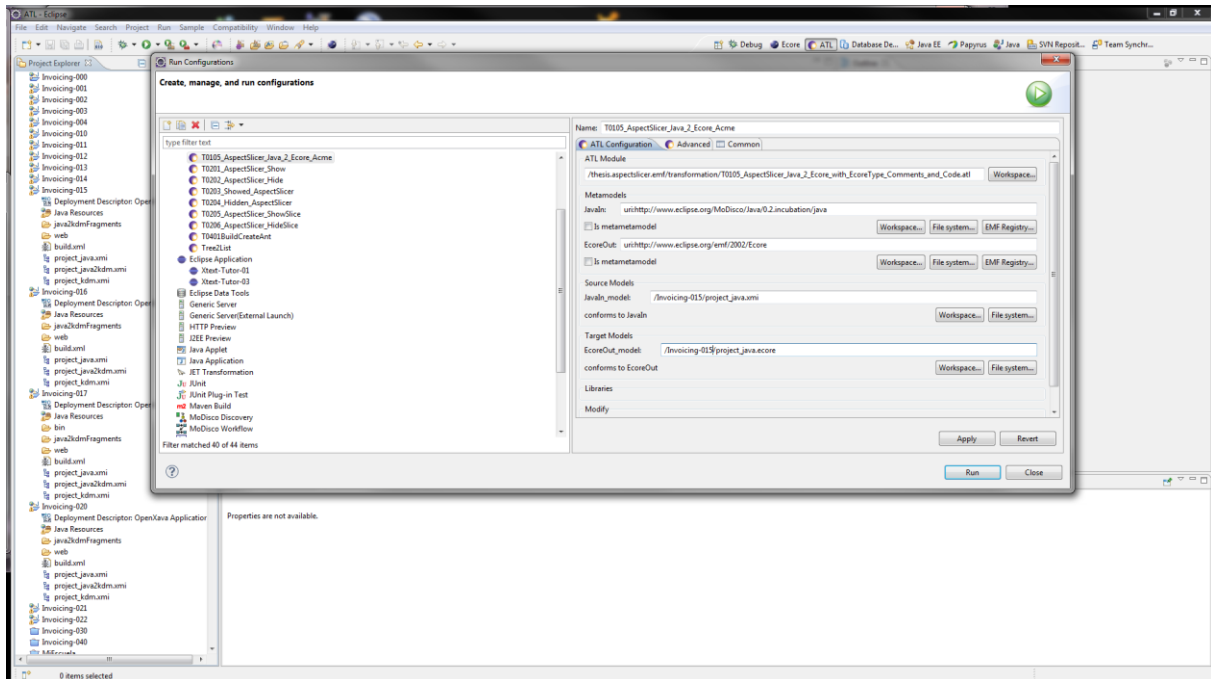 ATL - Eclipse
File Edit Navigate Search Project Run Sample Compatibility Window Help
Debug Ecore ATL Database De... Java EE Papyrus Java SVN Reposit... Team Synchr...
Project Explorer
Invoicing-000
Invoicing-001
Invoicing-002
Invoicing-003
Invoicing-004
Invoicing-010
Invoicing-011
Invoicing-012
Invoicing-013
Invoicing-014
Invoicing-015
Deployment Descriptor: Open
Java Resources
java2kdmFragments
web
build.xml
project_java.xmi
project_java2kdm.xmi
project_kdm.xmi
Invoicing-016
Deployment Descriptor: Open
Java Resources
java2kdmFragments
web
build.xml
project_java.xmi
project_java2kdm.xmi
project_kdm.xmi
Invoicing-017
Deployment Descriptor: Open
Java Resources
bin
java2kdmFragments
web
build.xml
project_java.xmi
project_java2kdm.xmi
project_kdm.xmi
Invoicing-020
Deployment Descriptor: OpenXava Application
Java Resources
java2kdmFragments
web
build.xml
project_java.xmi
project_java2kdm.xmi
project_kdm.xmi
Invoicing-021
Invoicing-022
Invoicing-030
Invoicing-040
MiEscuela
0 items selected
Run Configurations
Create, manage, and run configurations
type filter text
T0105_AspectSlicer_Java_2_Ecore_Acme
T0201_AspectSlicer_Show
T0202_AspectSlicer_Hide
T0203_Showed_AspectSlicer
T0204_Hidden_AspectSlicer
T0205_AspectSlicer_ShowSlice
T0206_AspectSlicer_HideSlice
T0401BuildCreateAnt
Tree2List
Eclipse Application
Xtext-Tutor-01
Xtext-Tutor-03
Eclipse Data Tools
Generic Server
Generic Server(External Launch)
HTTP Preview
J2EE Preview
Java Applet
Java Application
JET Transformation
JUnit
JUnit Plug-in Test
Maven Build
MoDisco Discovery
MoDisco Workflow
Filter matched 40 of 44 items
Name: T0105_AspectSlicer_Java_2_Ecore_Acme
ATL Configuration Advanced Common
ATL Module
/thesis.aspectslicer.emf/transformation/T0105_AspectSlicer_Java_2_Ecore_with_EcoreType_Comments_and_Code.atl Workspace...
Metamodels
JavaIn: uri:http://www.eclipse.org/MoDisco/Java/0.2.incubation/java
Is metametamodel Workspace... File system... EMF Registry...
EcoreOut: uri:http://www.eclipse.org/emf/2002/Ecore
Is metametamodel Workspace... File system... EMF Registry...
Source Models
JavaIn_model: /Invoicing-015/project_java.xmi
conforms to JavaIn Workspace... File system...
Target Models
EcoreOut_model: /Invoicing-015/project_java.ecore
conforms to EcoreOut Workspace... File system...
Libraries
Modify
Apply Revert
Run Close
Properties are not available.